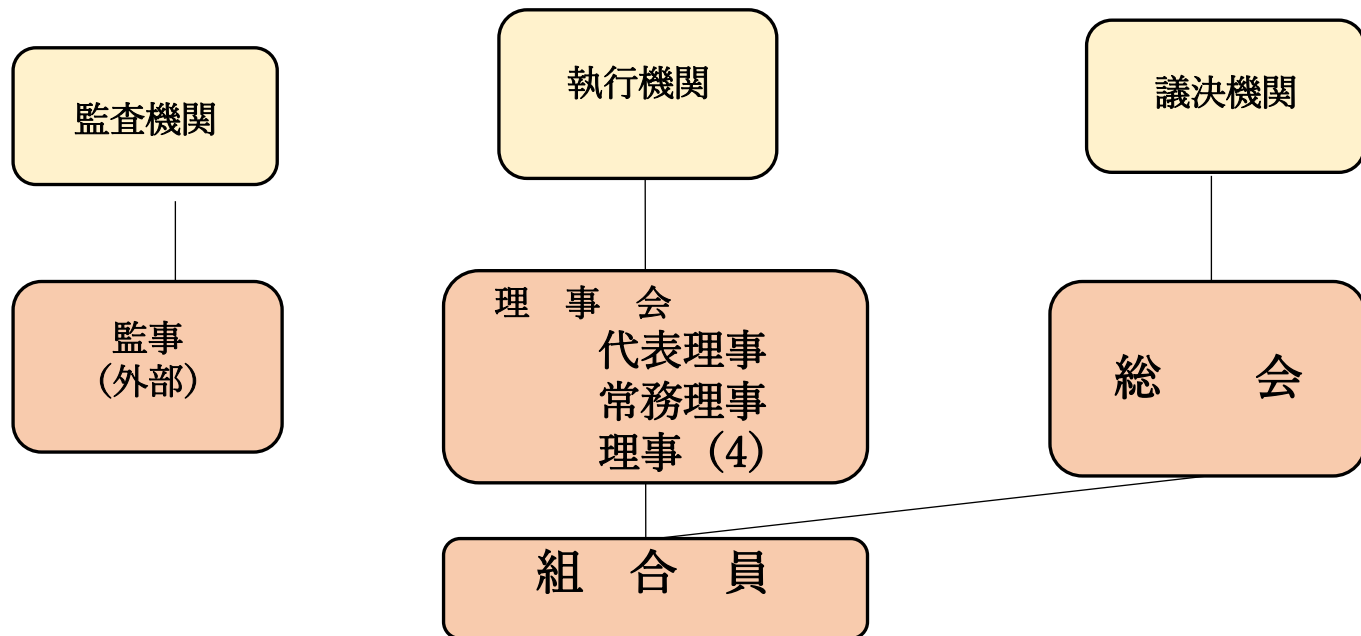 監査機関
執行機関
議決機関
監事
（外部）
理　事　会
代表理事
常務理事
理事（4）
総　　会
組　合　員